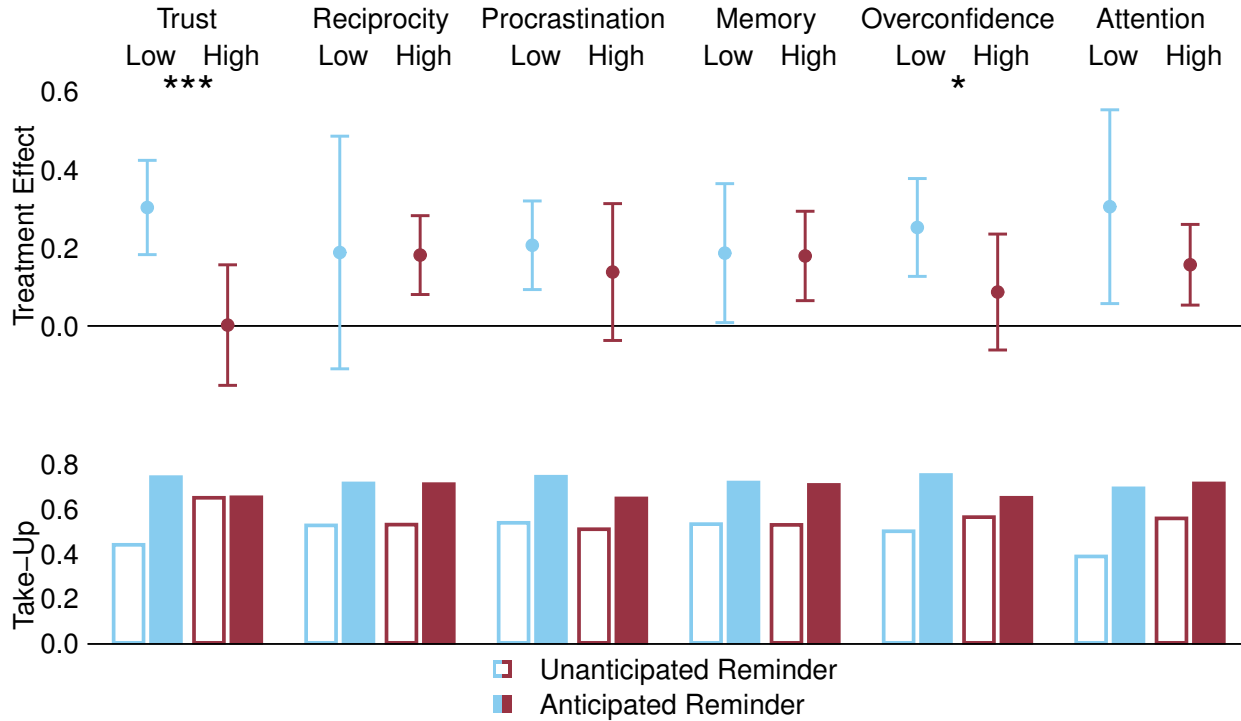 Trust Reciprocity Procrastination Memory Overconfidence Attention
Low High Low High Low High Low High Low High Low High
*** *
0.6
0.4
0.2
0.0
Treatment Effect
0.8
0.6
0.4
0.2
0.0
Take–Up
Unanticipated Reminder
Anticipated Reminder